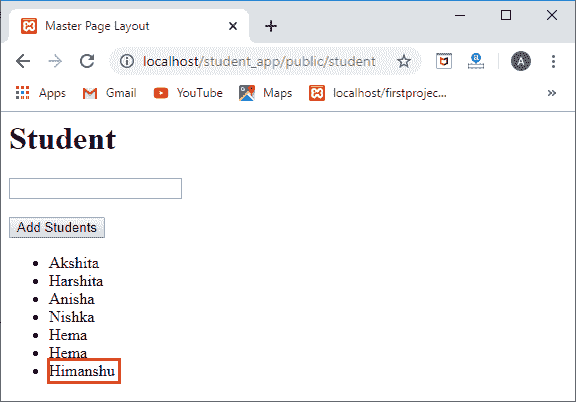 Master Page Layout
localhost/student_app/public/student
A
Apps Gmail YouTube Maps localhost/firstprojec... »
Student
Add Students
Akshita
Harshita
Anisha
Nishka
Hema
Hema
Himanshu